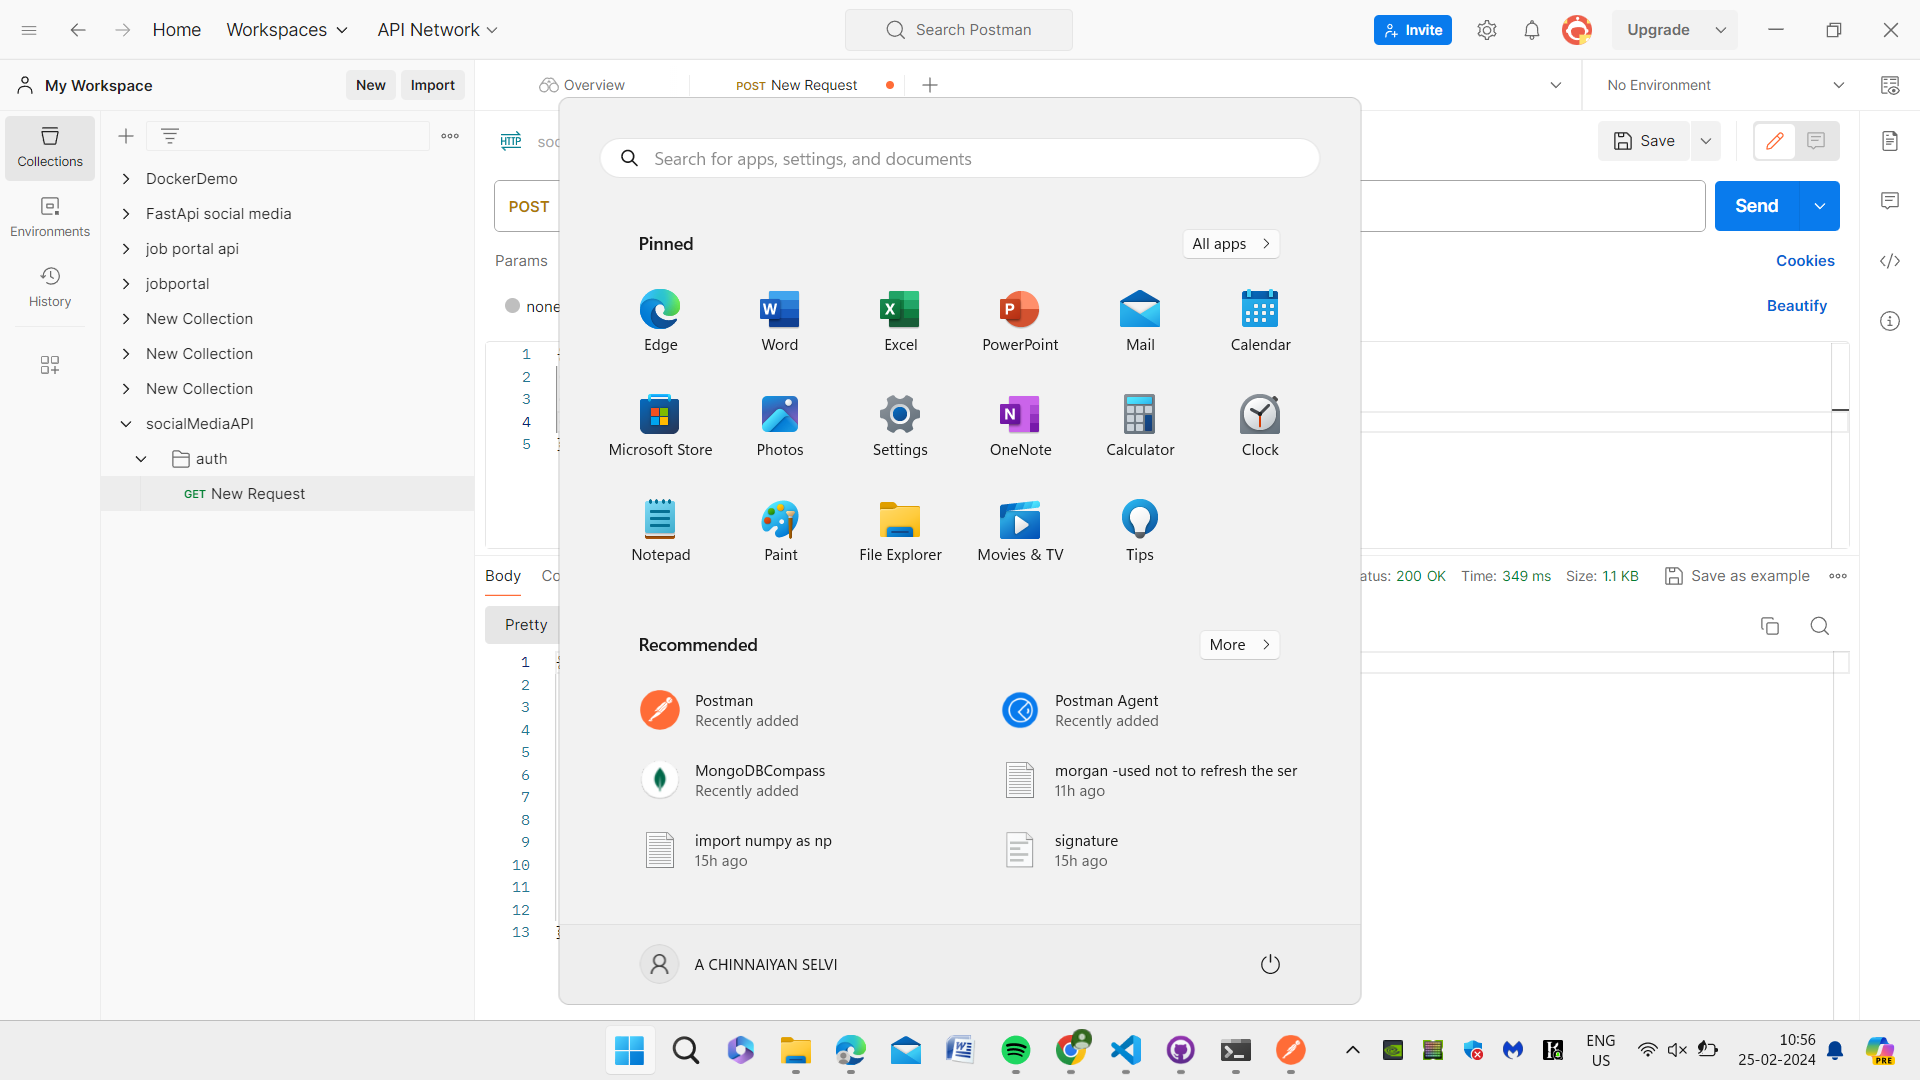 Home
Workspaces
API Network
Search Postman
Invite
Upgrade
My Workspace
New
Import
Overview
POST New Request
No Environment
Collections
Environments
History
DockerDemo
FastApi social media
job portal api
jobportal
New Collection
New Collection
New Collection
socialMediaAPI
auth
GET New Request
HTTP
Save
POST
Send
Params
Cookies
none
Beautify
1
2
3
4
5
Body
200 OK
Time: 349 ms
Size: 1.1 KB
Save as example
Pretty
1
2
3
4
5
6
7
8
9
10
11
12
13
Search for apps, settings, and documents
Pinned
All apps
Edge
Word
Excel
PowerPoint
Mail
Calendar
Microsoft Store
Photos
Settings
OneNote
Calculator
Clock
Notepad
Paint
File Explorer
Movies & TV
Tips
Recommended
More
Postman
Recently added
Postman Agent
Recently added
MongoDBCompass
Recently added
morgan -used not to refresh the ser
11h ago
import numpy as np
15h ago
signature
15h ago
A CHINNAIYAN SELVI
ENG
US
10:56
25-02-2024
PRE